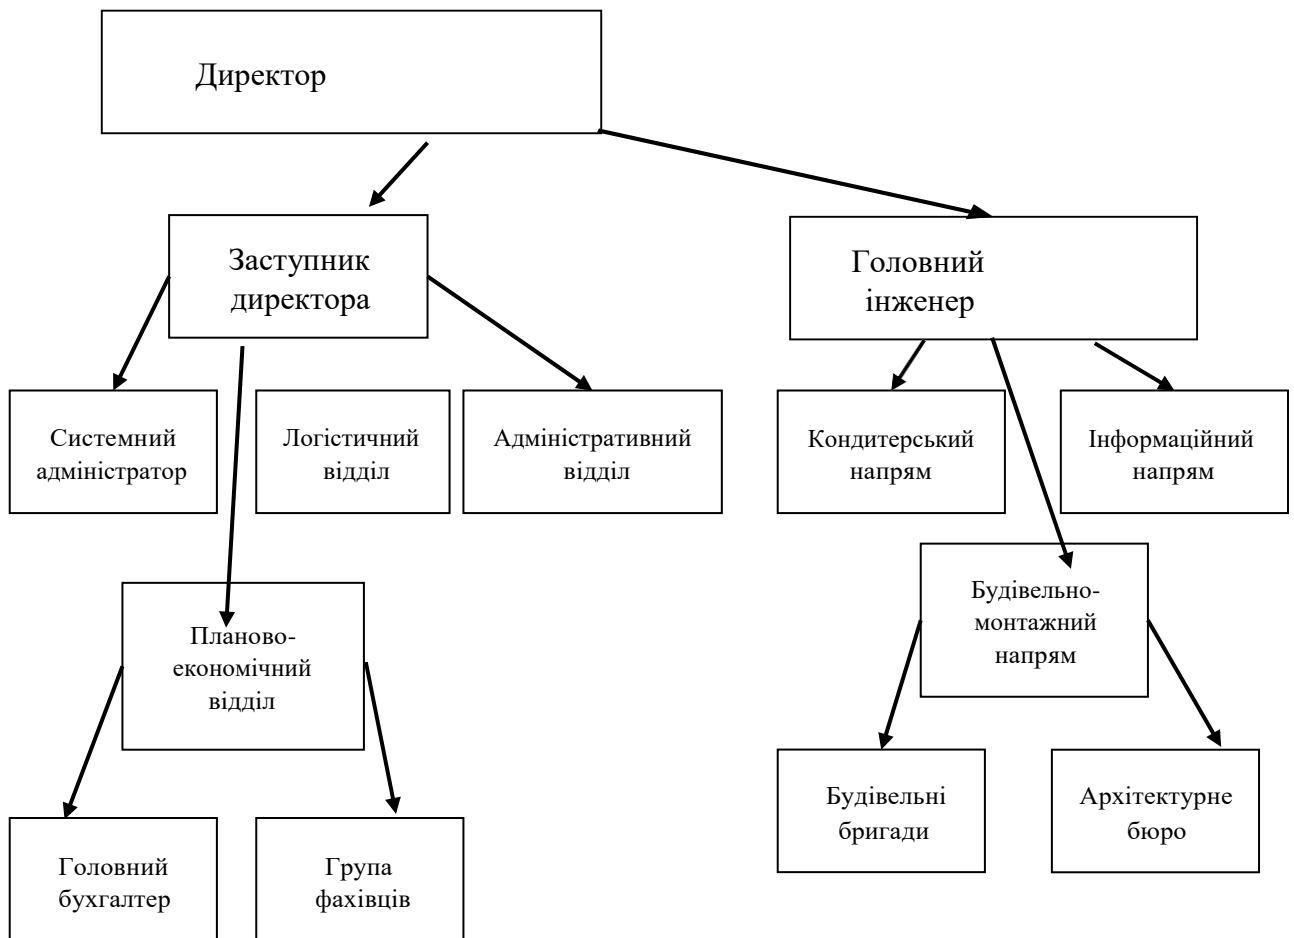 Директор
Заступник
директора
Головний
інженер
Системний
адміністратор
Логістичний
відділ
Адміністративний
відділ
Кондитерський
напрям
Інформаційний
напрям
Планово-
економічний
відділ
Будівельно-
монтажний
напрям
Головний
бухгалтер
Група
фахівців
Будівельні
бригади
Архітектурне
бюро